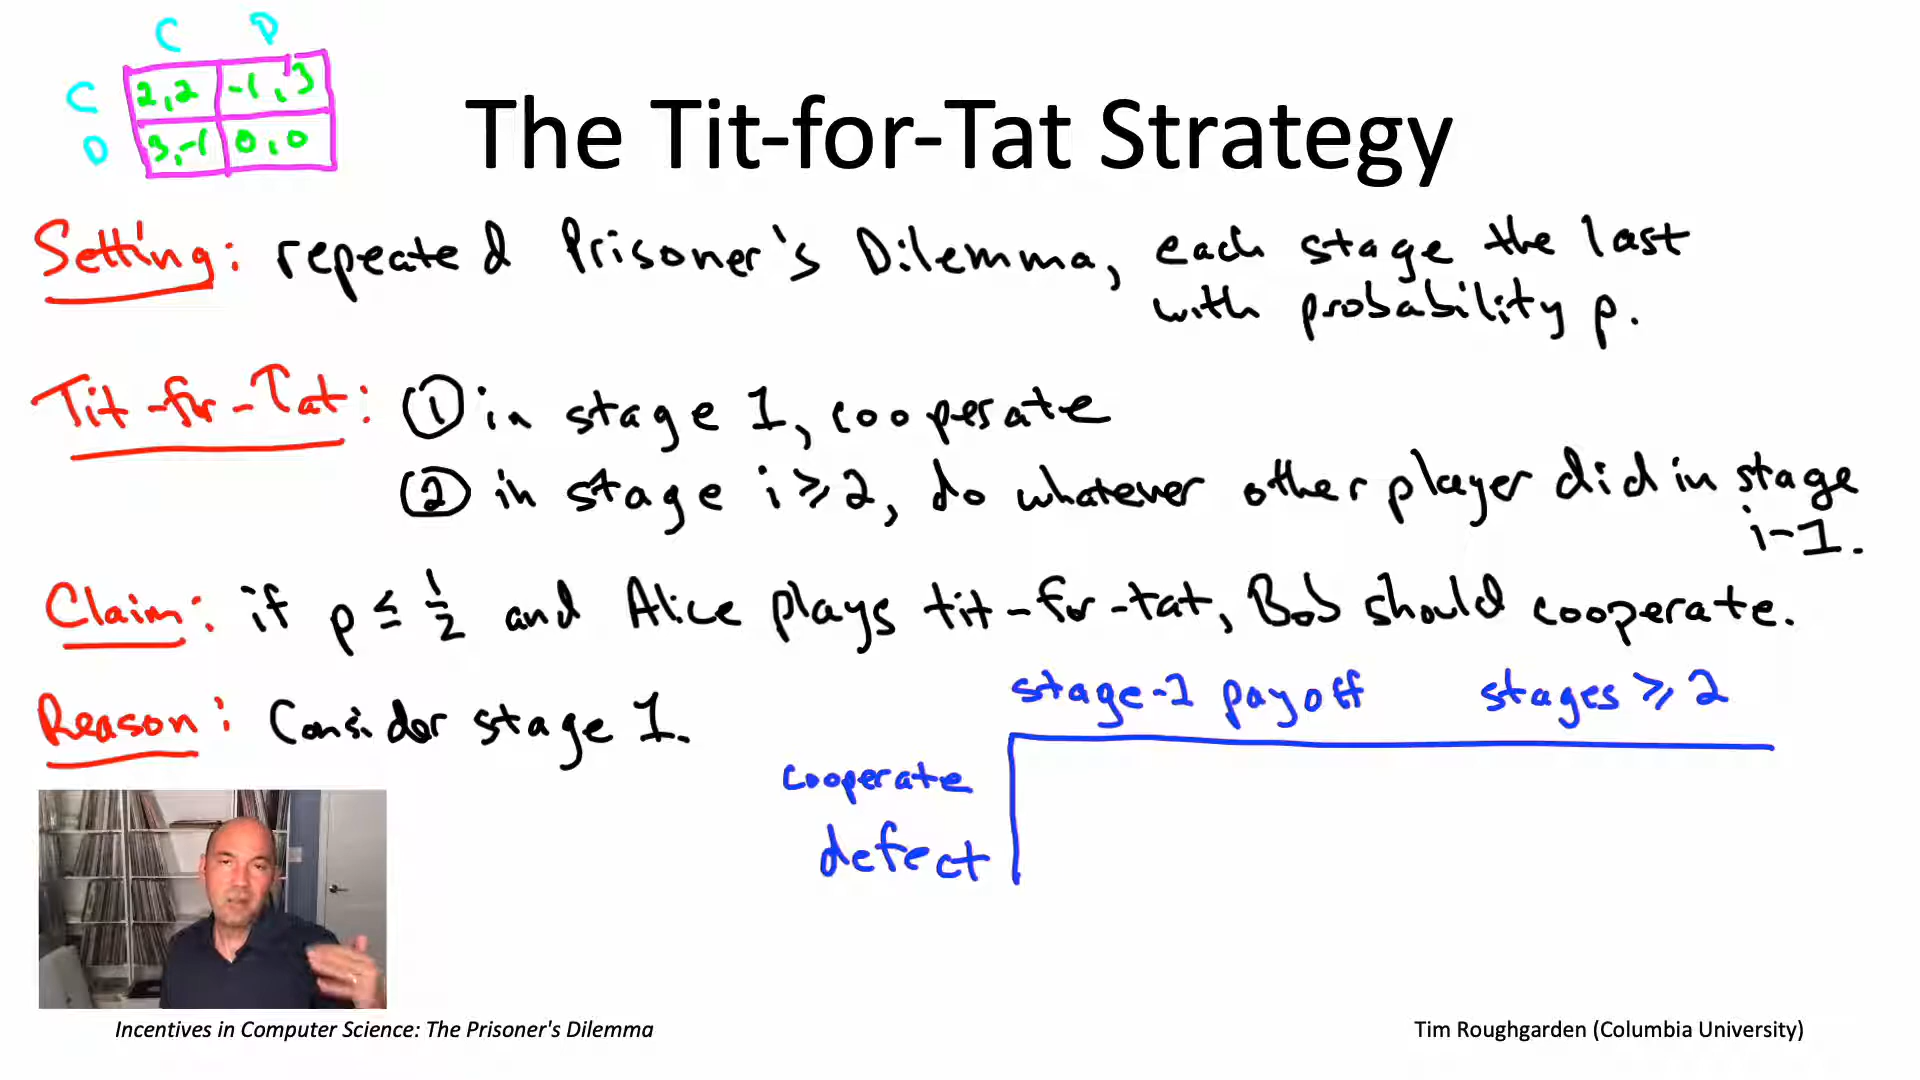 C D
C 2,2 -1,3
D 3,-1 0,0
The Tit-for-Tat Strategy
Setting: repeated Prisoner's Dilemma, each stage the last
with probability p.
Tit-for-Tat: ① in stage 1, cooperate
② in stage i≥2, do whatever other player did in stage
i-1.
Claim: if p ≤ 1/2 and Alice plays tit-for-tat, Bob should cooperate.
Reason: Consider stage 1.
stage-1 payoff stages ≥ 2
cooperate
defect
Incentives in Computer Science: The Prisoner's Dilemma
Tim Roughgarden (Columbia University)